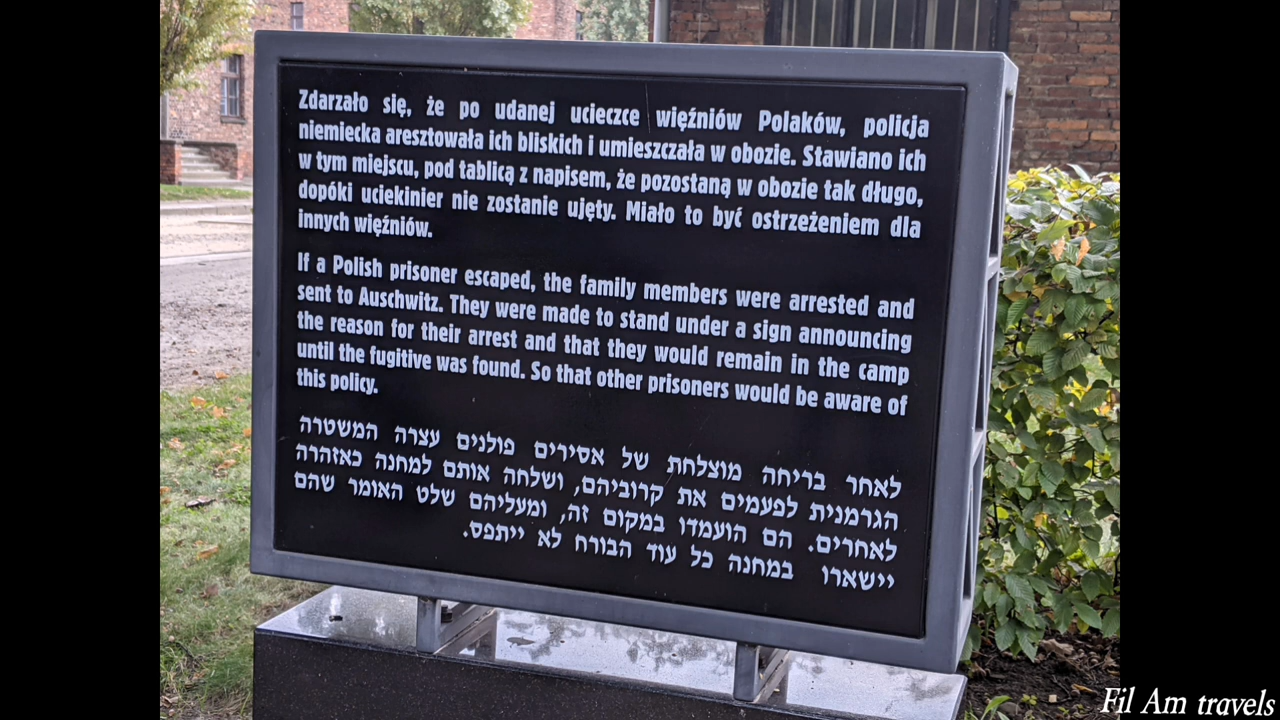 Zdarzało się, że po udanej ucieczce więźniów Polaków, policja
niemiecka aresztowała ich bliskich i umieszczała w obozie. Stawiano ich
w tym miejscu, pod tablicą z napisem, że pozostaną w obozie tak długo,
dopóki uciekinier nie zostanie ujęty. Miało to być ostrzeżeniem dla
innych więźniów.
If a Polish prisoner escaped, the family members were arrested and
sent to Auschwitz. They were made to stand under a sign announcing
the reason for their arrest and that they would remain in the camp
until the fugitive was found. So that other prisoners would be aware of
this policy.
לאחר בריחה מוצלחת של אסירים פולנים עצרה המשטרה
הגרמנית לפעמים את קרוביהם, ושלחה אותם למחנה כאזהרה
לאחרים. הם הועמדו במקום זה, ומעליהם שלט האומר שהם
יישארו במחנה כל עוד הבורח לא ייתפס.
Fil Am travels